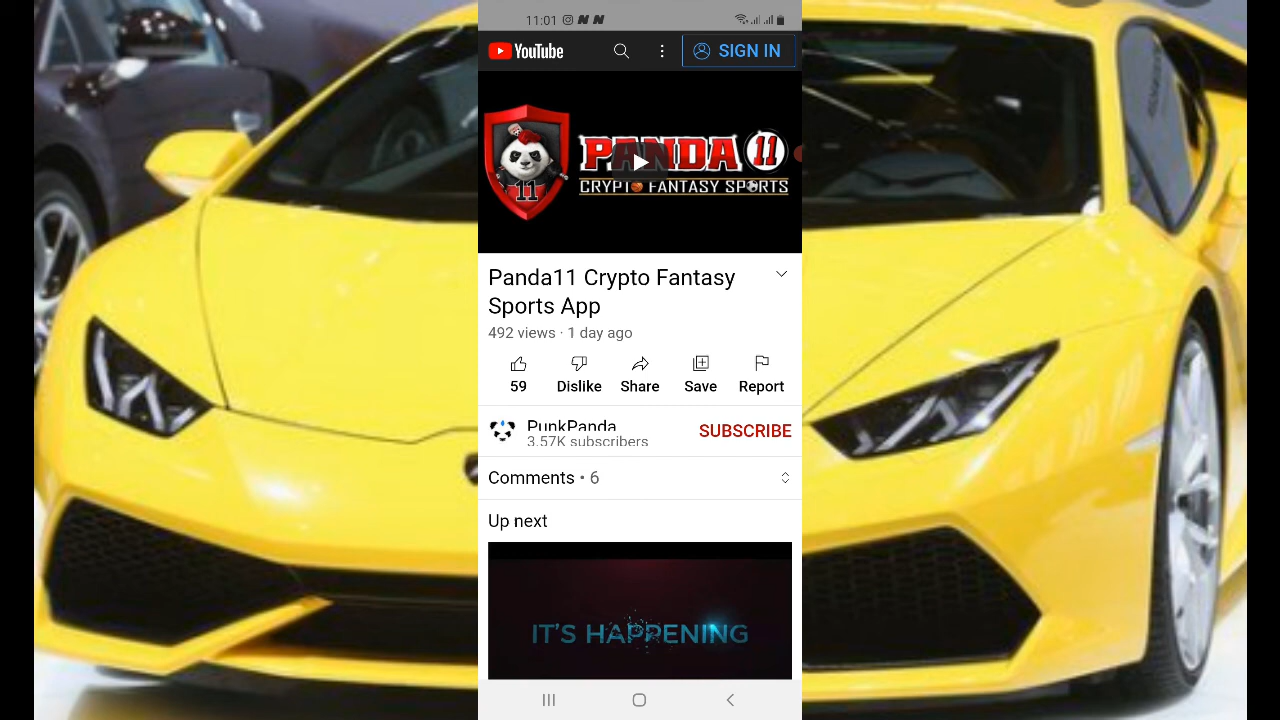 11:01
YouTube
SIGN IN
11
PANDA 11
CRYPTO FANTASY SPORTS
Panda11 Crypto Fantasy
Sports App
492 views · 1 day ago
59 Dislike Share Save Report
PunkPanda
3.57K subscribers
SUBSCRIBE
Comments • 6
Up next
IT'S HAPPENING